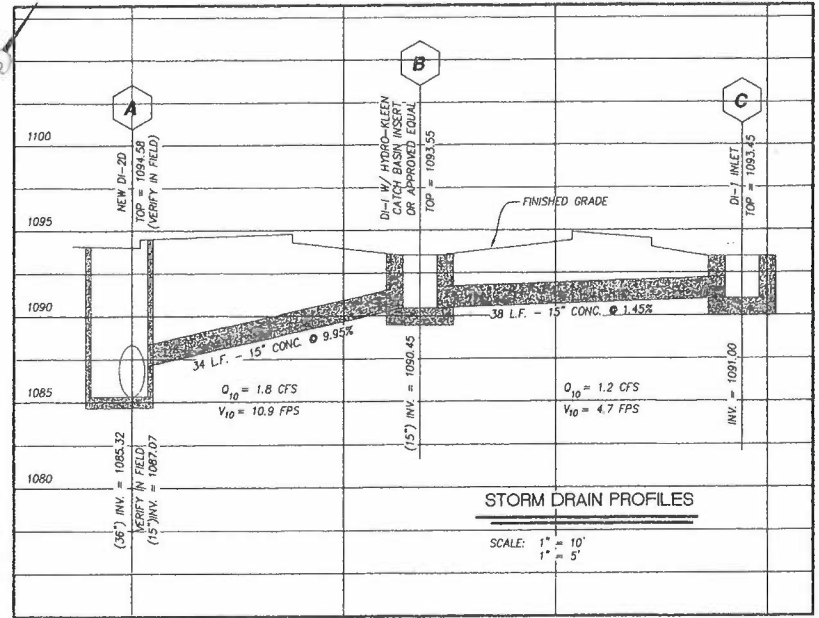 A
B
C
NEW DI-2D
TOP = 1094.58
(VERIFY IN FIELD)
DI-1 W/ HYDRO-KLEEN
CATCH BASIN INSERT
OR APPROVED EQUAL
TOP = 1093.55
DI-1 INLET
TOP = 1093.45
1100
1095
1090
1085
1080
FINISHED GRADE
34 L.F. - 15" CONC. @ 9.95%
38 L.F. - 15" CONC. @ 1.45%
Q10 = 1.8 CFS
V10 = 10.9 FPS
Q10 = 1.2 CFS
V10 = 4.7 FPS
(36") INV. = 1085.32
VERIFY IN FIELD
(15") INV. = 1087.07
(15") INV. = 1090.45
INV. = 1091.00
STORM DRAIN PROFILES
SCALE: 1" = 10'
1" = 5'